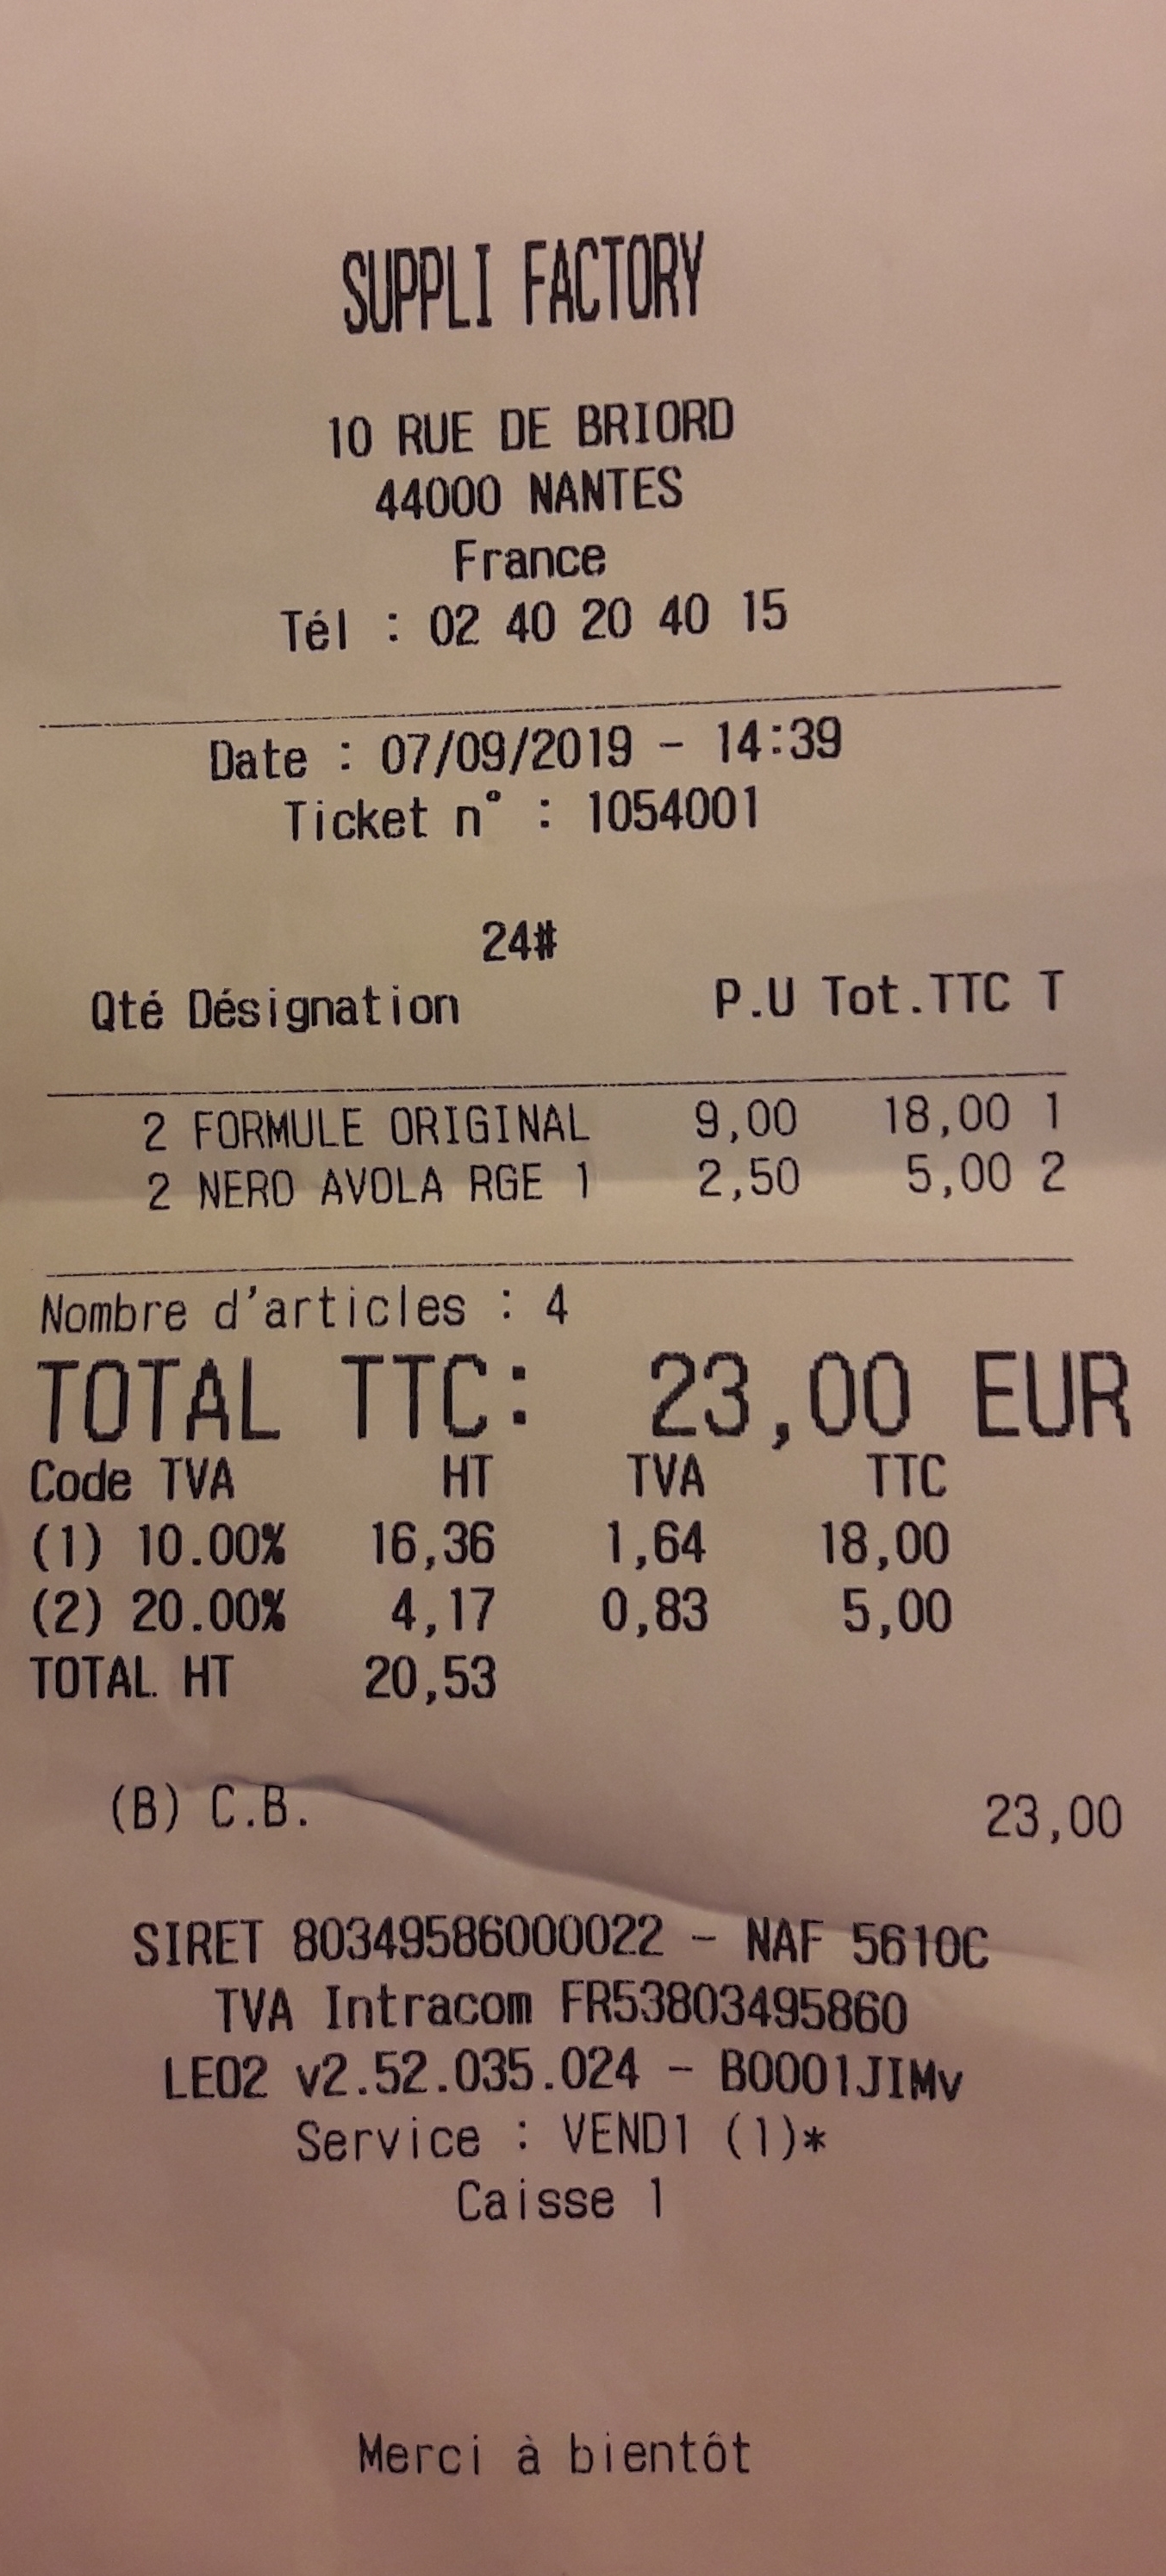 SUPPLI FACTORY
10 RUE DE BRIORD
44000 NANTES
France
Tél : 02 40 20 40 15
Date : 07/09/2019 - 14:39
Ticket n° : 1054001
24#
Qté Désignation P.U Tot.TTC T
2 FORMULE ORIGINAL 9,00 18,00 1
2 NERO AVOLA RGE 1 2,50 5,00 2
Nombre d'articles : 4
TOTAL TTC: 23,00 EUR
Code TVA HT TVA TTC
(1) 10.00% 16,36 1,64 18,00
(2) 20.00% 4,17 0,83 5,00
TOTAL HT 20,53
(B) C.B. 23,00
SIRET 80349586000022 - NAF 5610C
TVA Intracom FR53803495860
LEO2 v2.52.035.024 - B0001JIMv
Service : VEND1 (1)*
Caisse 1
Merci à bientôt